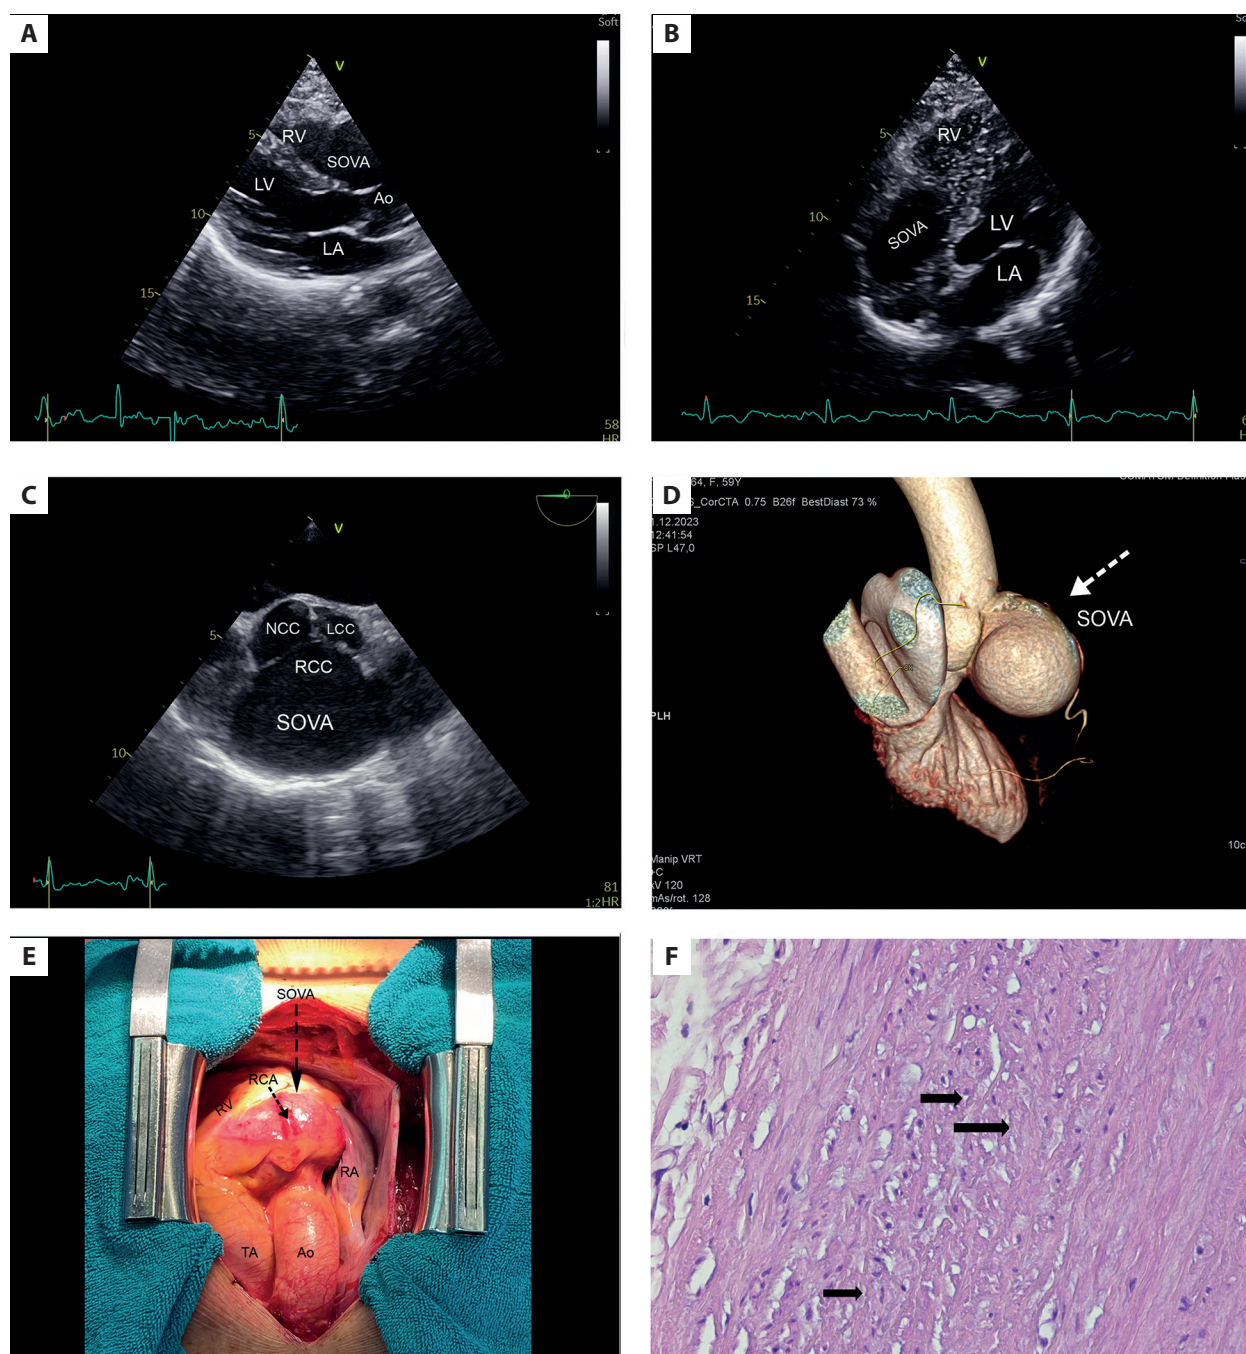 A
Soft
V
5
RV
SOVA
LV
Ao
10
LA
15
58
HR
B
V
5
RV
10
SOVA
LV
LA
15
C
0
V
NCC
LCC
5
RCC
SOVA
10
81
1:2HR
D
64, F, 59Y
S_CorCTA 0.75 B26f BestDiast 73 %
1.12.2023
12:41:54
SP L47,0
SOVA
PLH
10c
Manip VRT
+C
kV 120
mAs/rot. 128
E
SOVA
RCA
RV
RA
TA
Ao
F